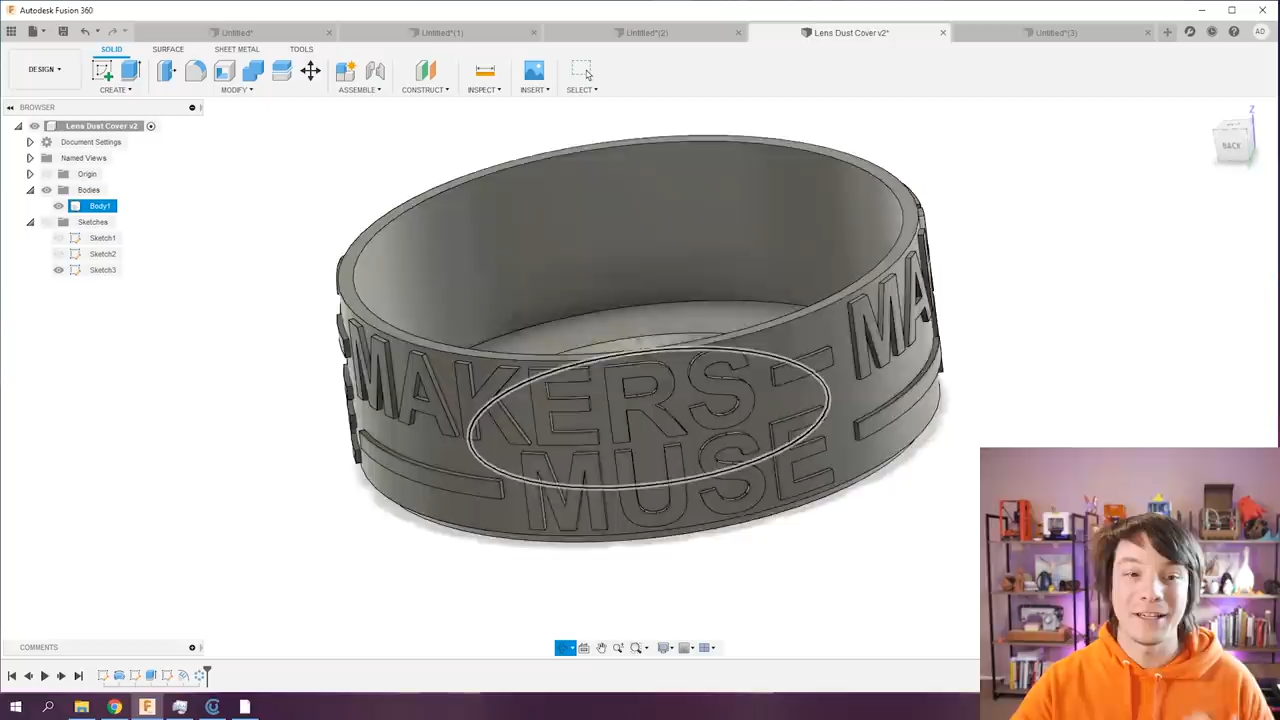 Autodesk Fusion 360
Untitled*
Untitled*(1)
Untitled*(2)
Lens Dust Cover v2*
Untitled*(3)
AD
SOLID
SURFACE
SHEET METAL
TOOLS
DESIGN
CREATE
MODIFY
ASSEMBLE
CONSTRUCT
INSPECT
INSERT
SELECT
BROWSER
Lens Dust Cover v2
Document Settings
Named Views
Origin
Bodies
Body1
Sketches
Sketch1
Sketch2
Sketch3
Z
BACK
MAKERS
MUSE
MA
COMMENTS